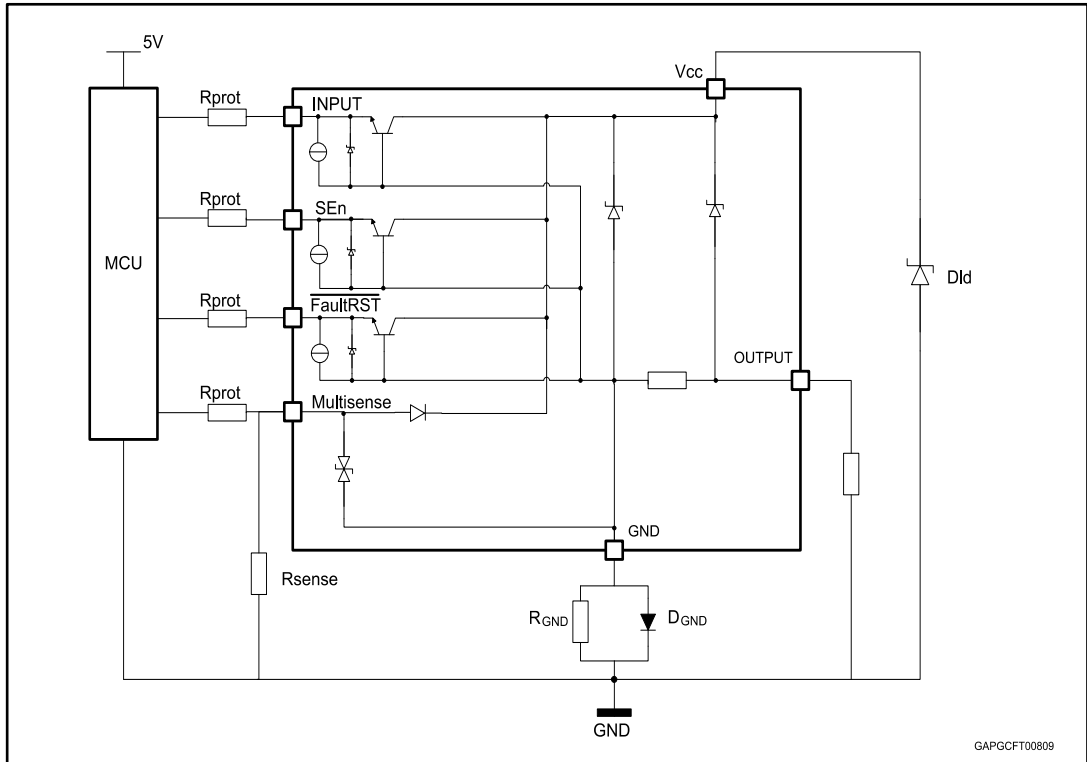 5V
Vcc
Rprot
INPUT
Rprot
SEn
MCU
Dld
Rprot
FaultRST
OUTPUT
Rprot
Multisense
GND
Rsense
RGND
DGND
GND
GAPGCFT00809